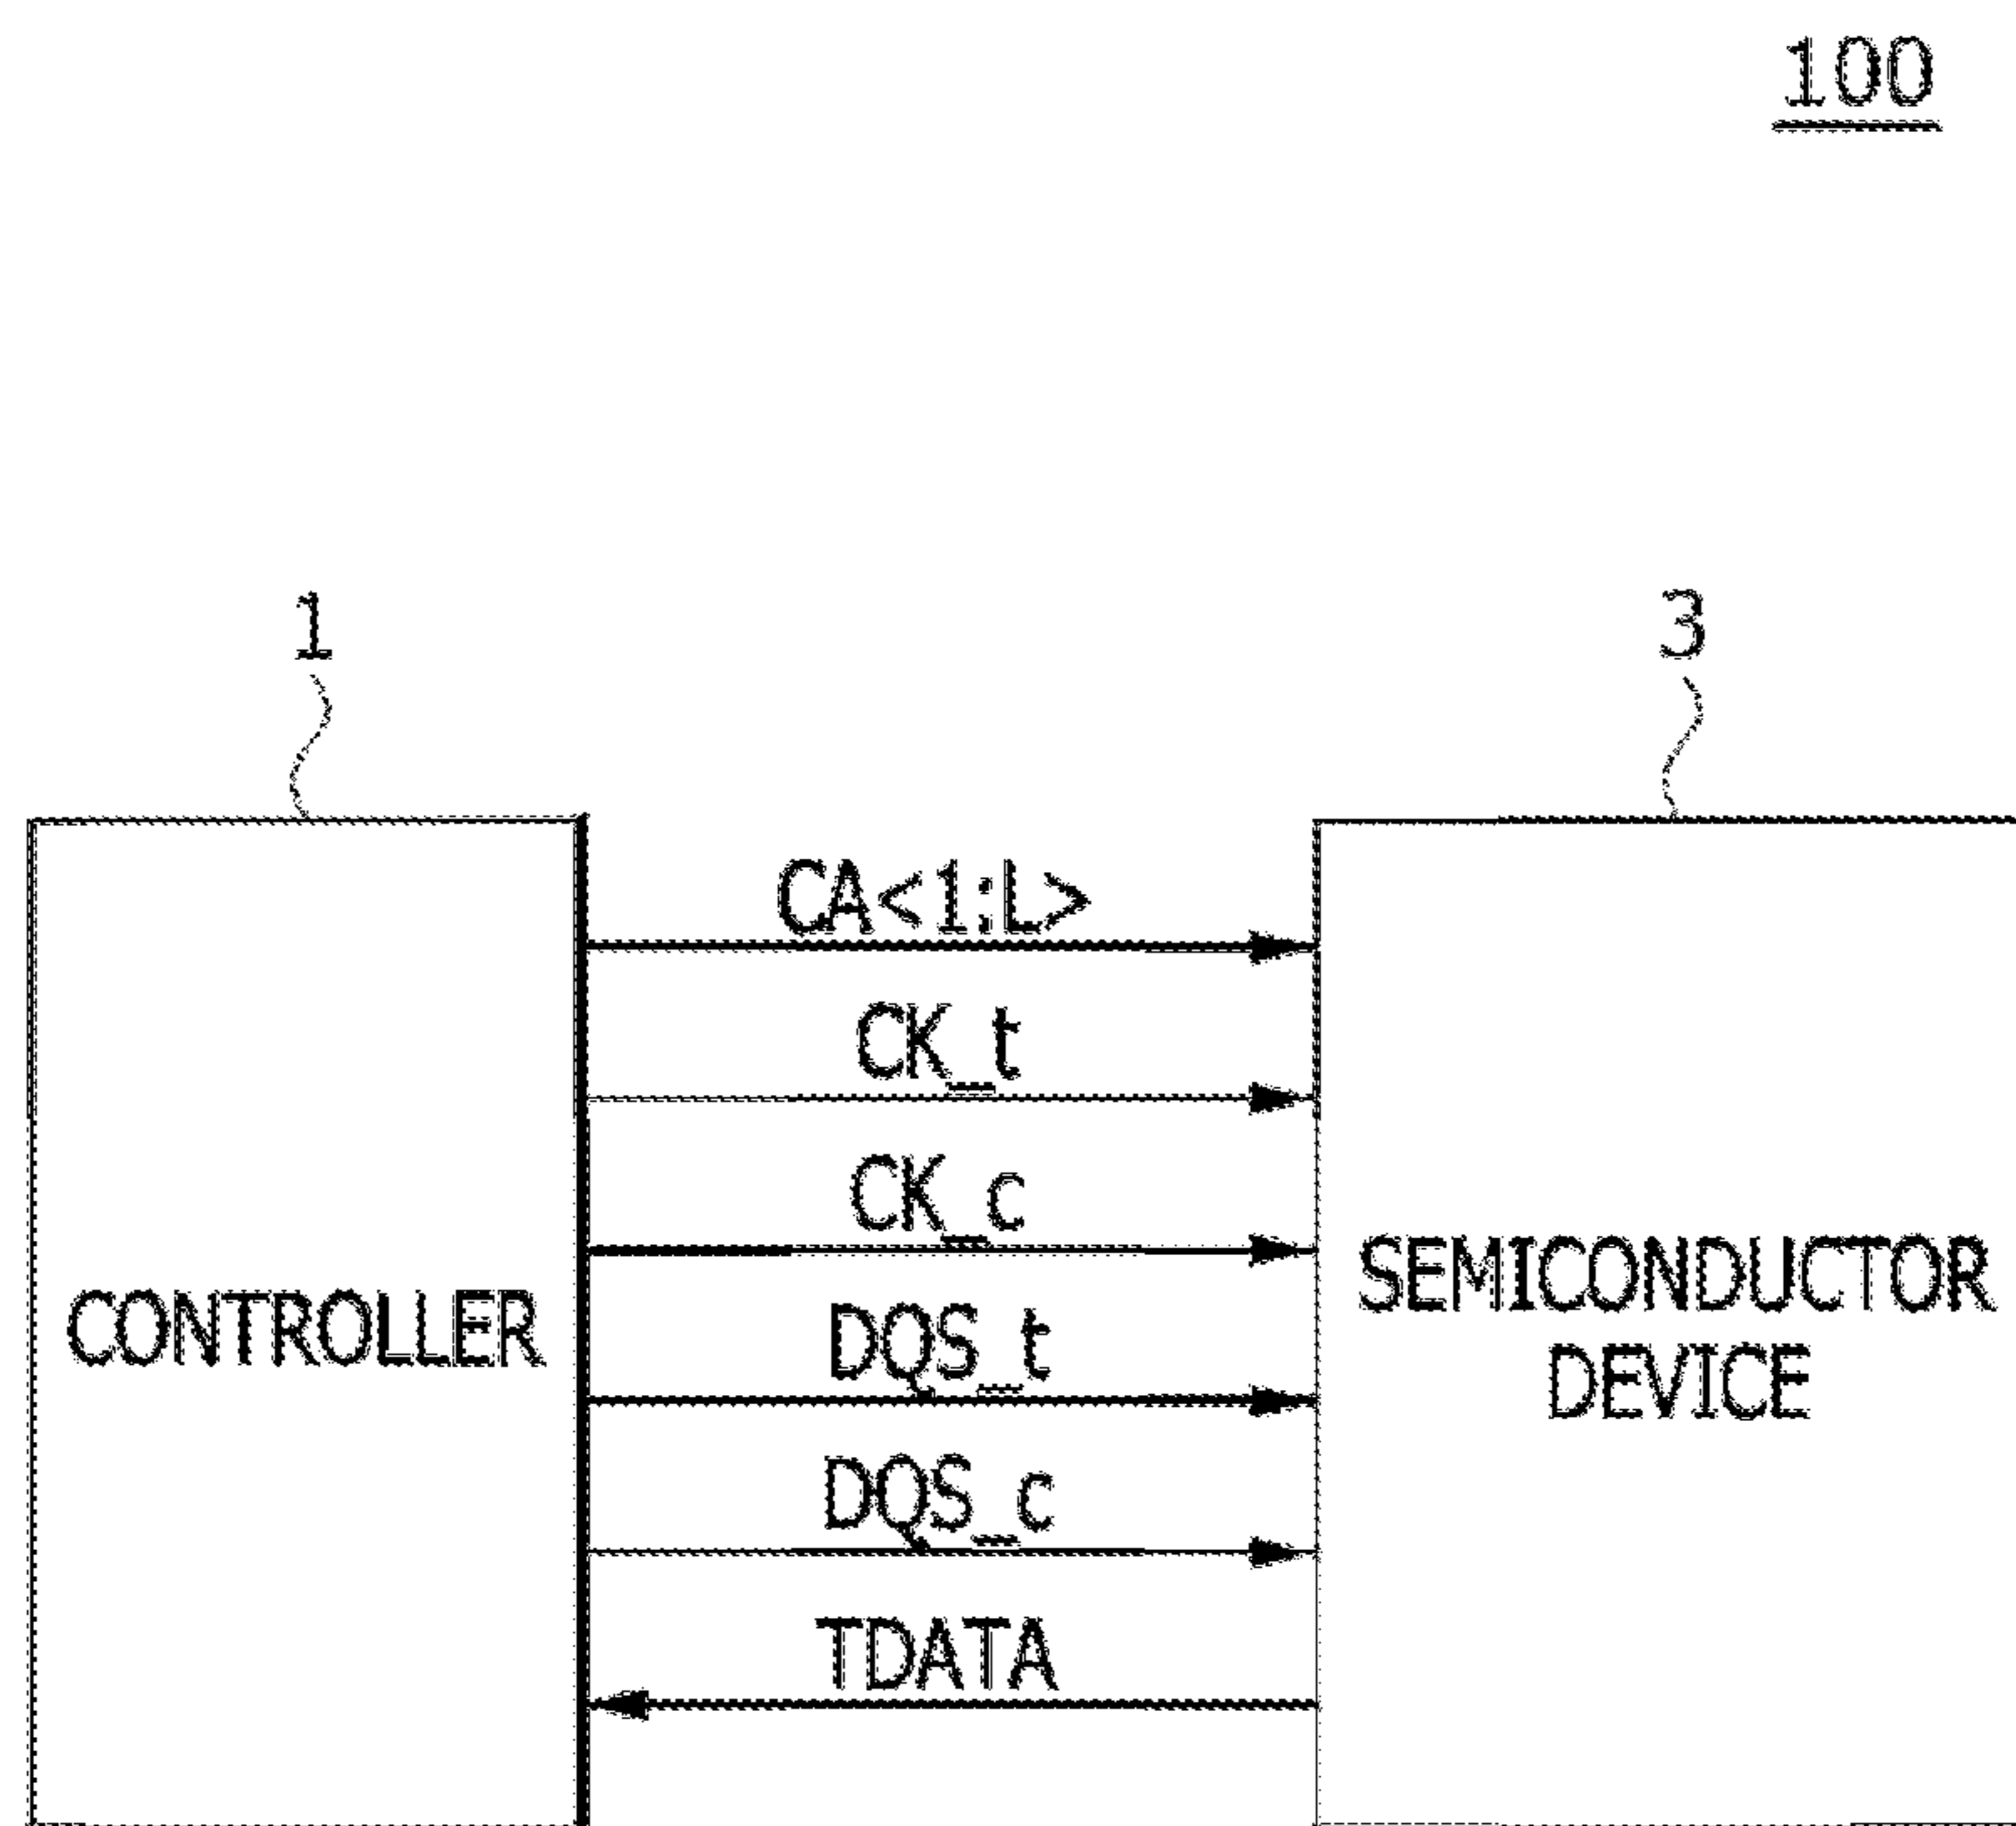 100
1
3
CA<1:L>
CK_t
CK_c
DQS_t
DQS_c
TDATA
CONTROLLER
SEMICONDUCTOR
DEVICE